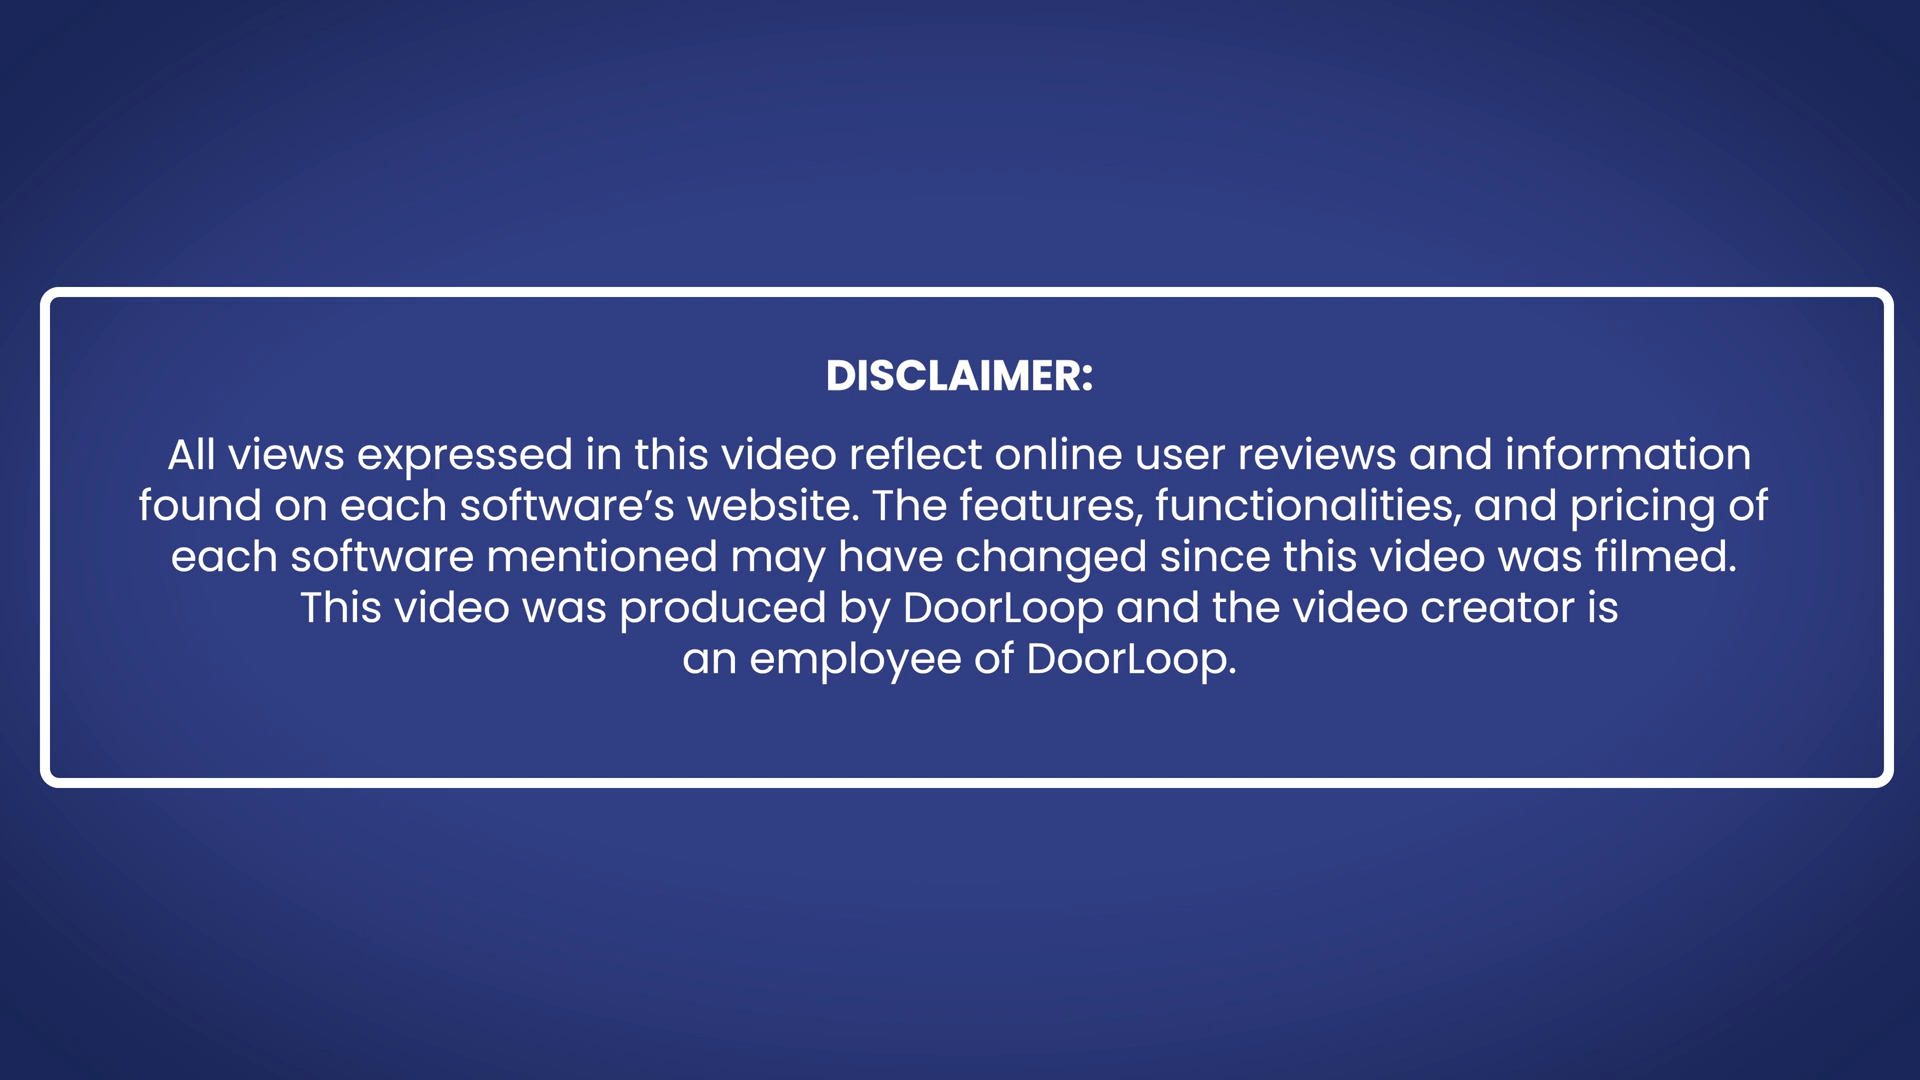 DISCLAIMER:
All views expressed in this video reflect online user reviews and information
found on each software’s website. The features, functionalities, and pricing of
each software mentioned may have changed since this video was filmed.
This video was produced by DoorLoop and the video creator is
an employee of DoorLoop.